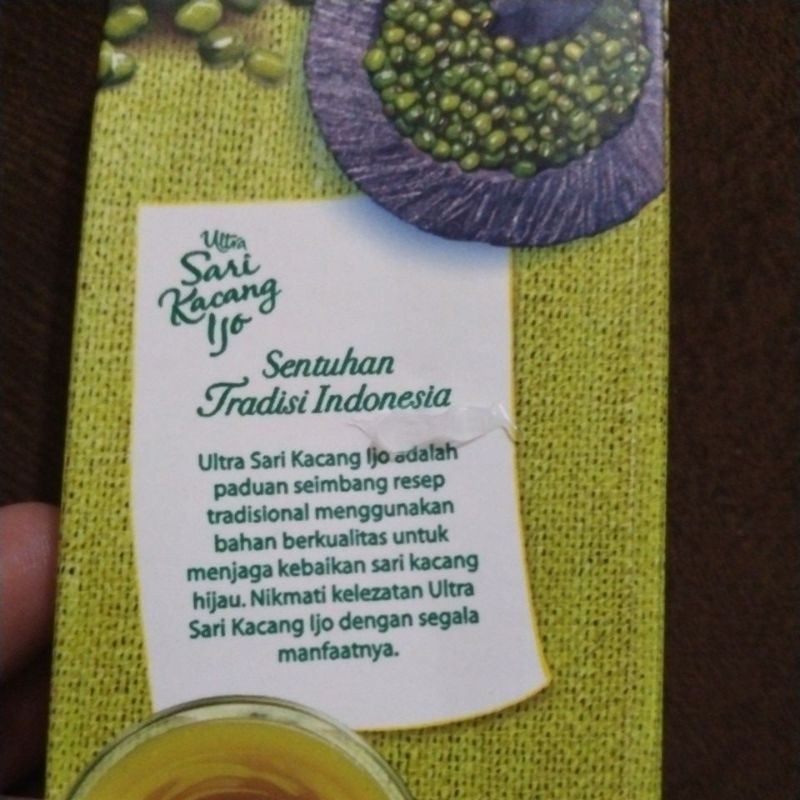 Ultra
Sari
Kacang
Ijo
Sentuhan
Tradisi Indonesia
Ultra Sari Kacang Ijo adalah
paduan seimbang resep
tradisional menggunakan
bahan berkualitas untuk
menjaga kebaikan sari kacang
hijau. Nikmati kelezatan Ultra
Sari Kacang Ijo dengan segala
manfaatnya.